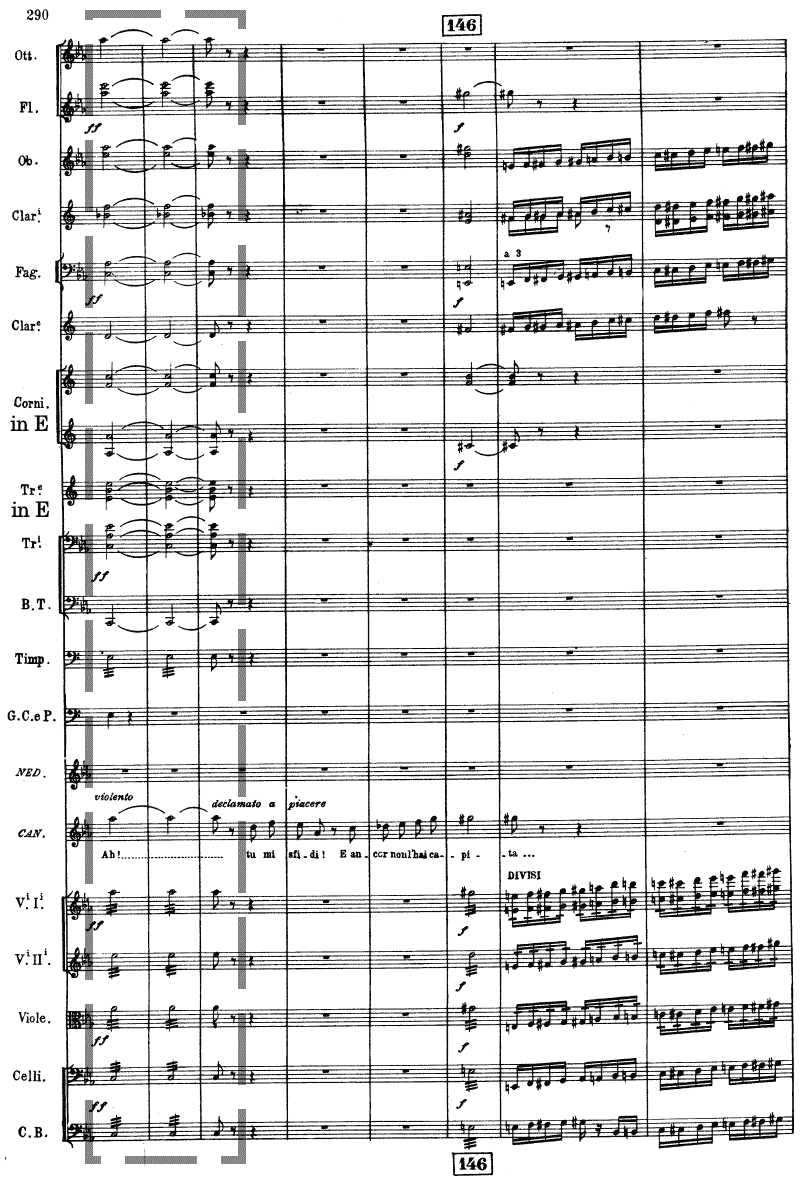 290
146
Ott.
Fl.
ff
f
Ob.
Clar.i
a 3
Fag.
ff
f
Clar.e
Corni.
in E
f
Tr.e
in E
Tr.i
ff
B.T.
Timp.
G.C.e P.
NED.
violento
declamato a piacere
CAN.
Ah!........................ tu mi sfi-di! E an-cor non l'hai ca-pi-ta...
DIVISI
V.i I.i
ff
f
V.i II.i
f
Viole.
ff
f
Celli.
ff
f
C.B.
146